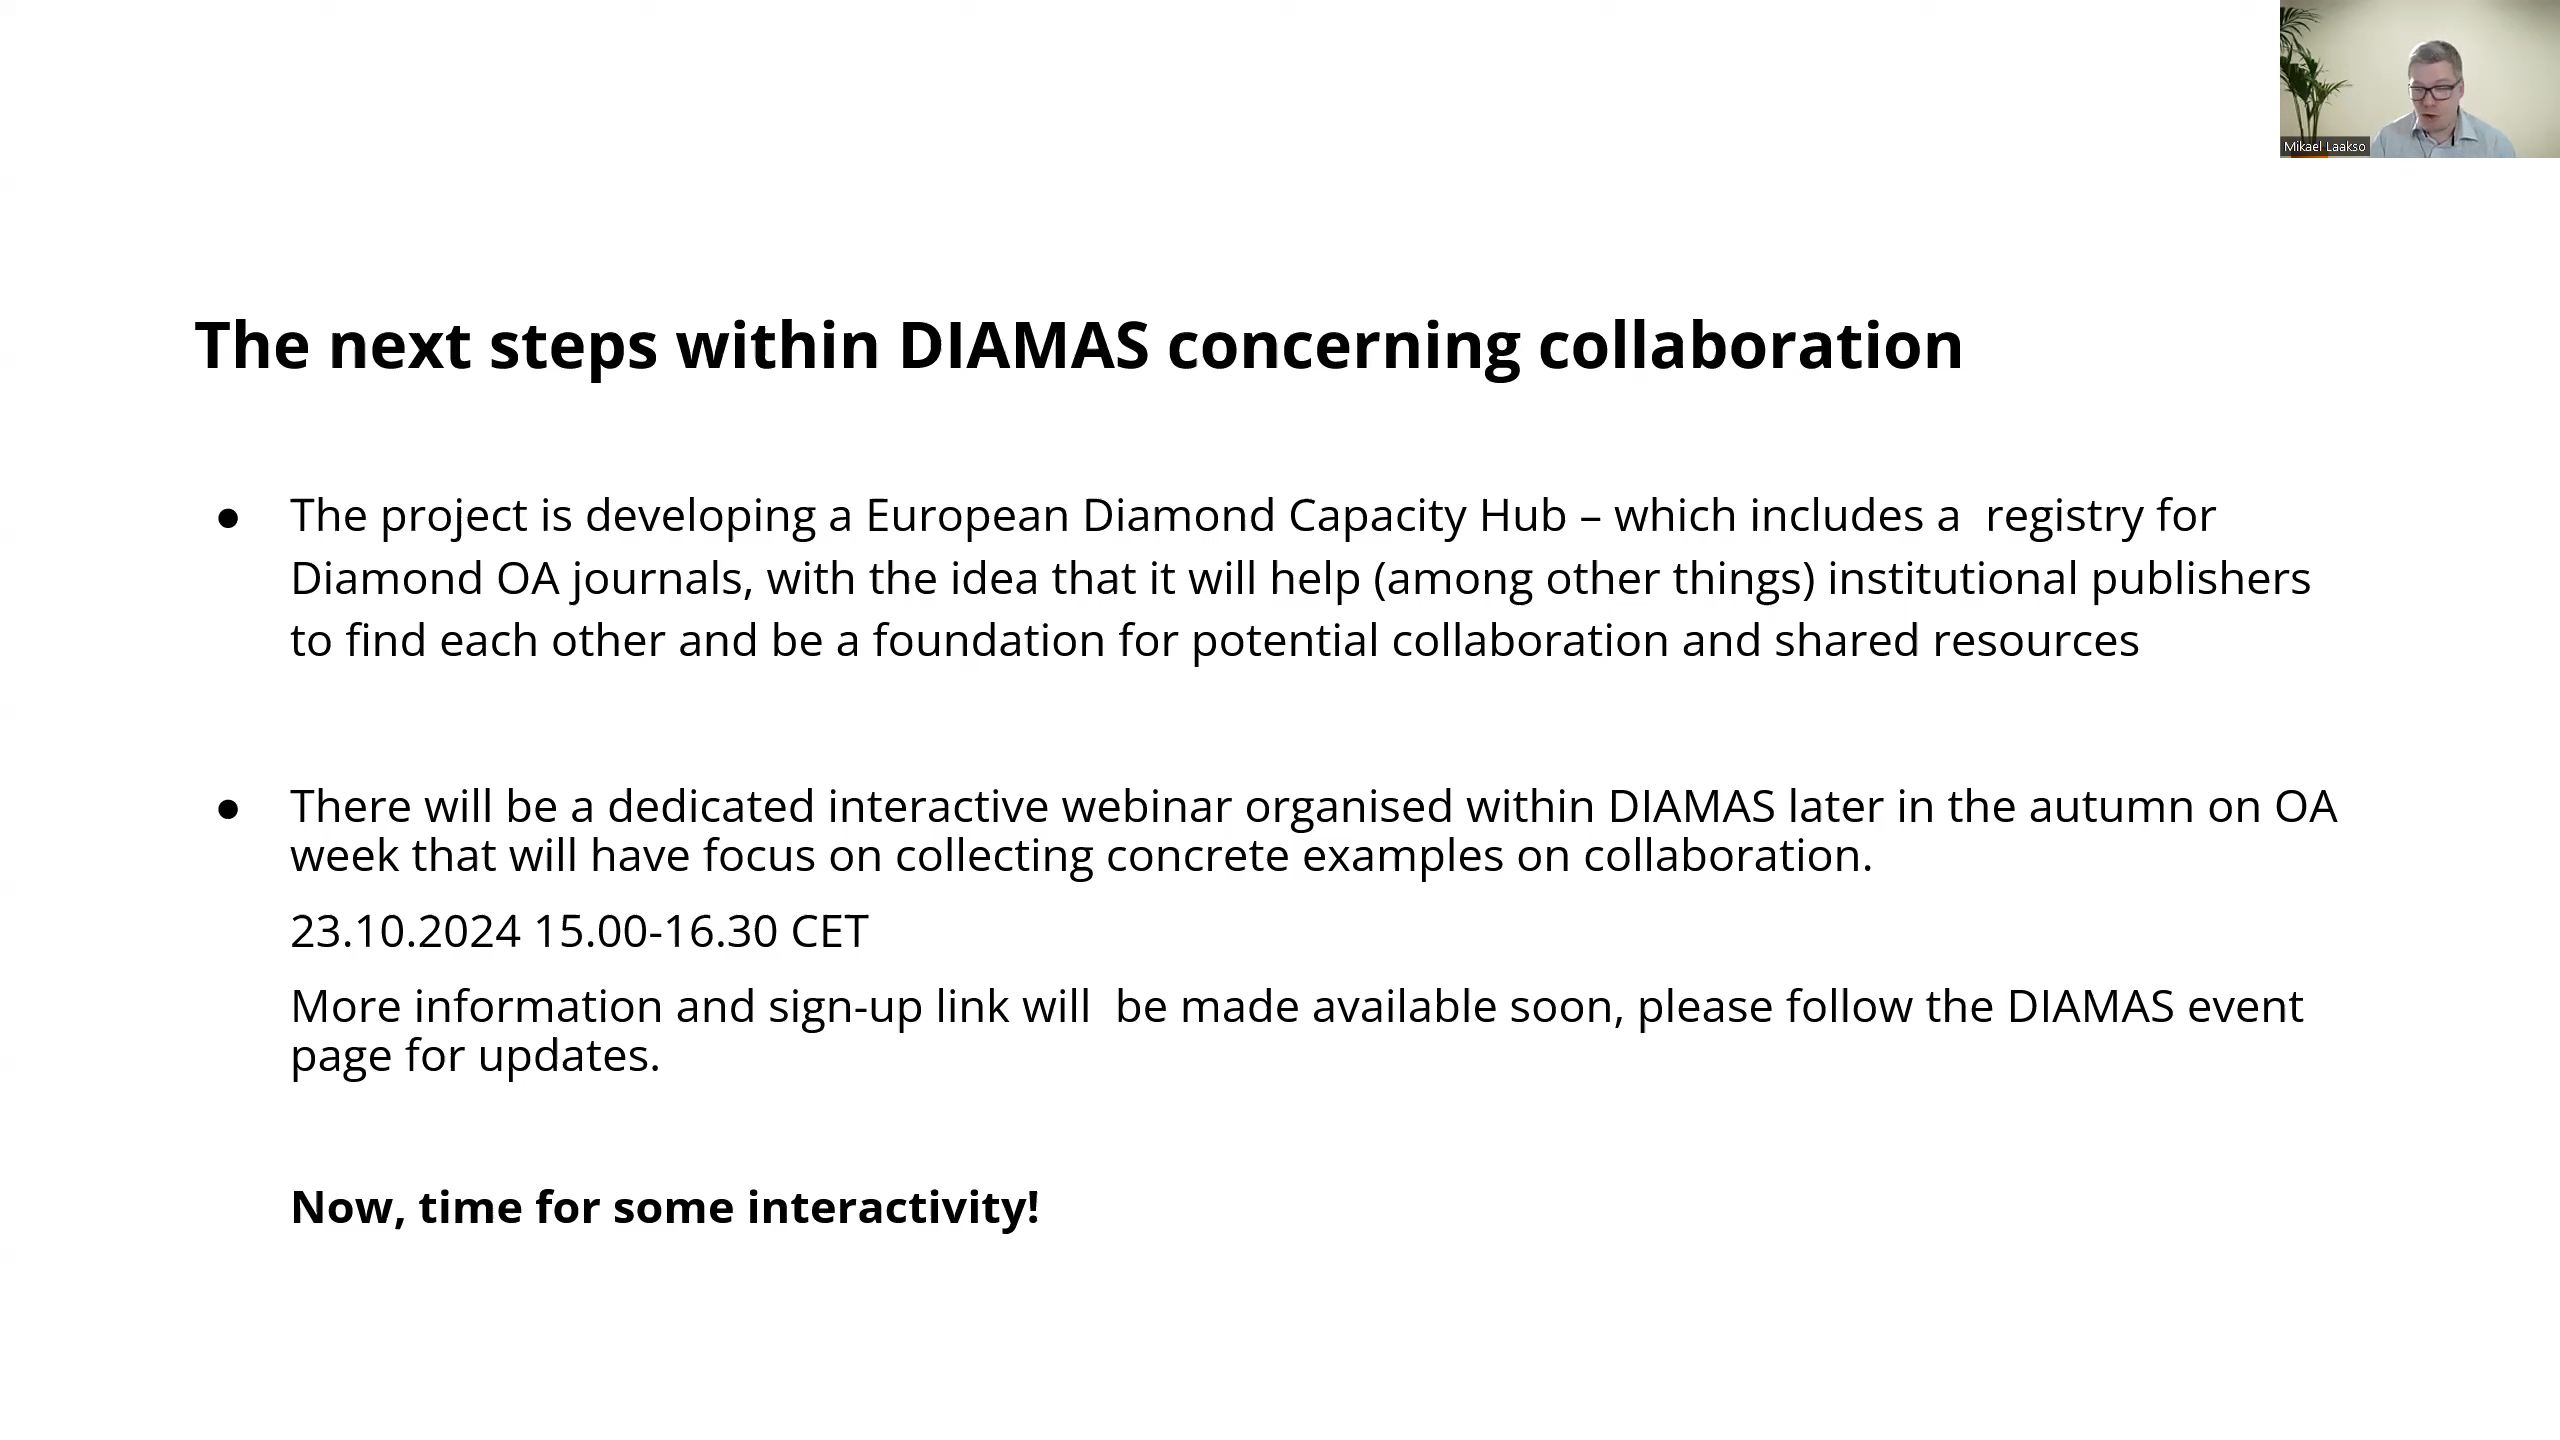 Mikael Laakso
The next steps within DIAMAS concerning collaboration
● The project is developing a European Diamond Capacity Hub – which includes a  registry for
Diamond OA journals, with the idea that it will help (among other things) institutional publishers
to find each other and be a foundation for potential collaboration and shared resources
● There will be a dedicated interactive webinar organised within DIAMAS later in the autumn on OA
week that will have focus on collecting concrete examples on collaboration.
23.10.2024 15.00-16.30 CET
More information and sign-up link will  be made available soon, please follow the DIAMAS event
page for updates.
Now, time for some interactivity!